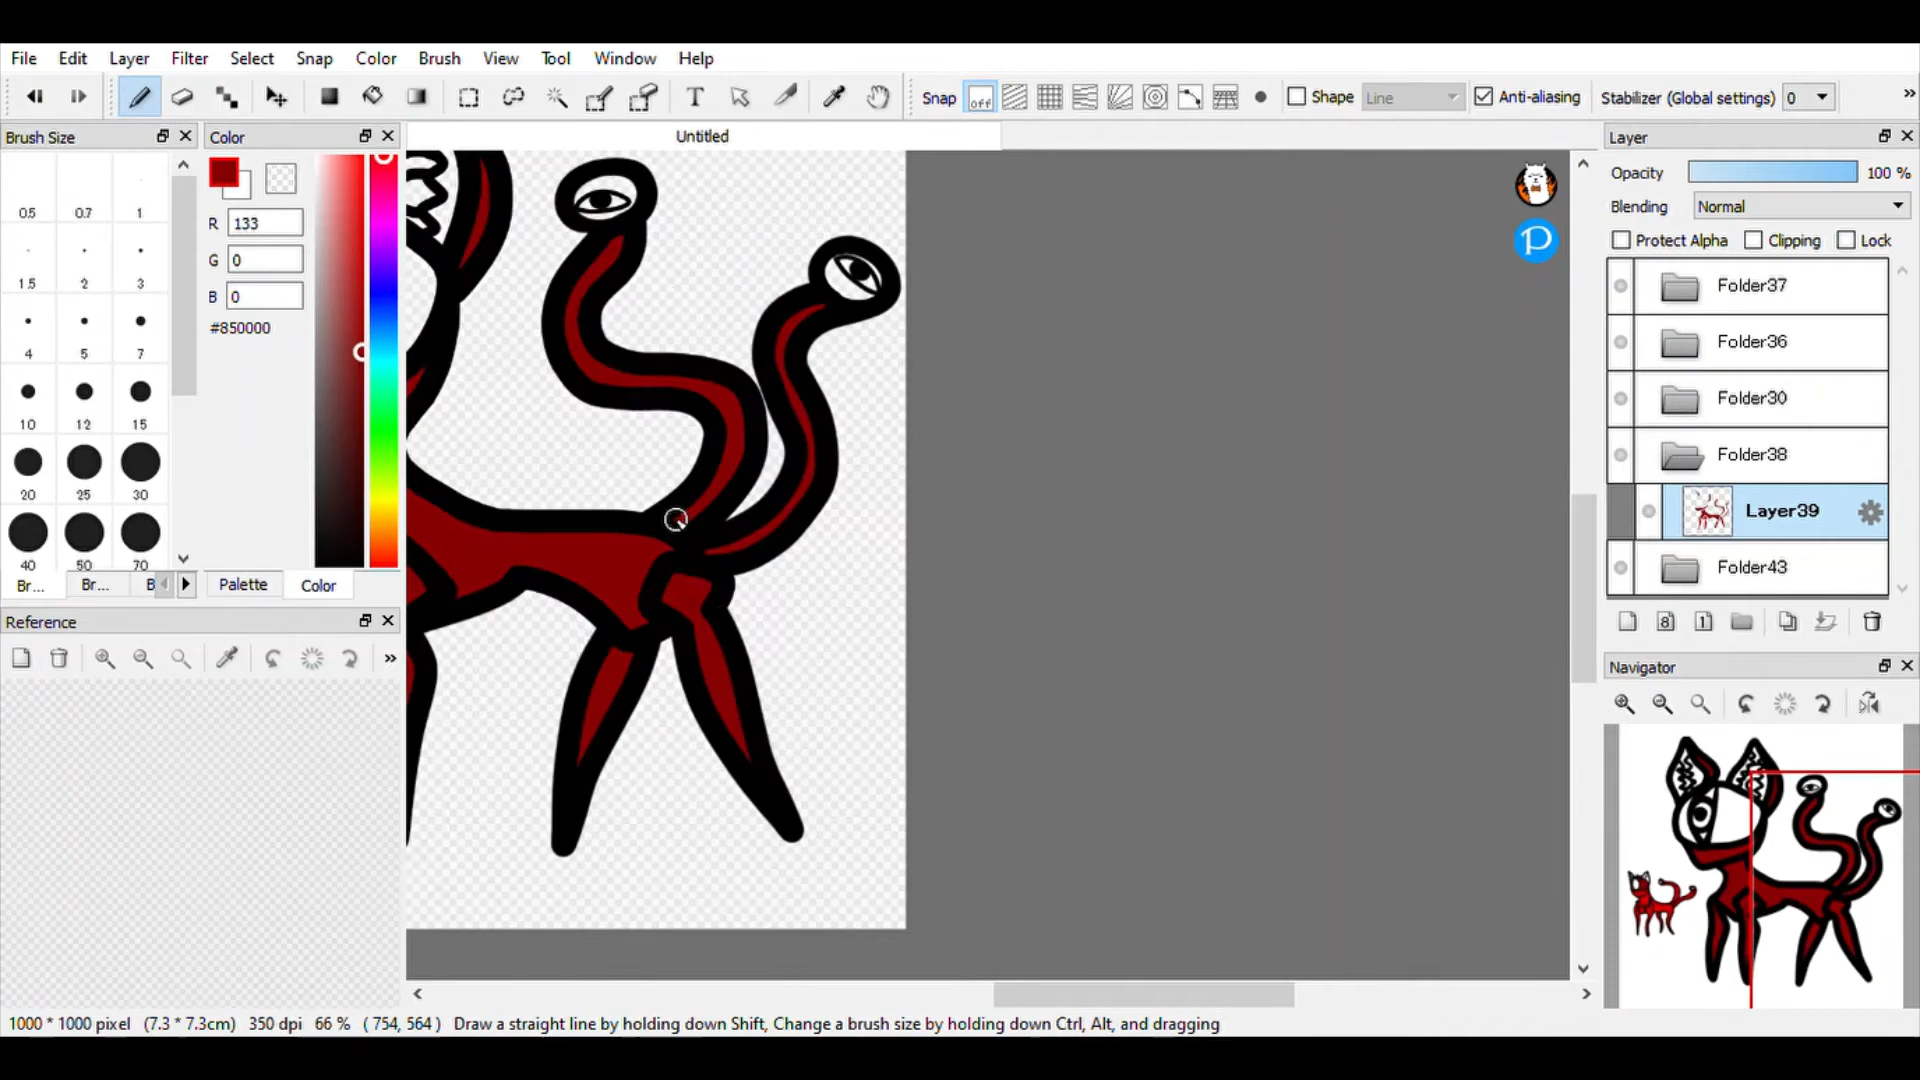 File Edit Layer Filter Select Snap Color Brush View Tool Window Help
T Snap off Shape Line Anti-aliasing Stabilizer (Global settings) 0 »
Brush Size
Color
Untitled
Layer
0.5 0.7 1
1.5 2 3
4 5 7
10 12 15
20 25 30
40 50 70
Br... Br... B
R 133
G 0
B 0
#850000
Palette Color
P
Opacity 100 %
Blending Normal
Protect Alpha Clipping Lock
Folder37
Folder36
Folder30
Folder38
Layer39
Folder43
8 1
Reference
»
Navigator
1000 * 1000 pixel (7.3 * 7.3cm) 350 dpi 66 % ( 754, 564 ) Draw a straight line by holding down Shift, Change a brush size by holding down Ctrl, Alt, and dragging